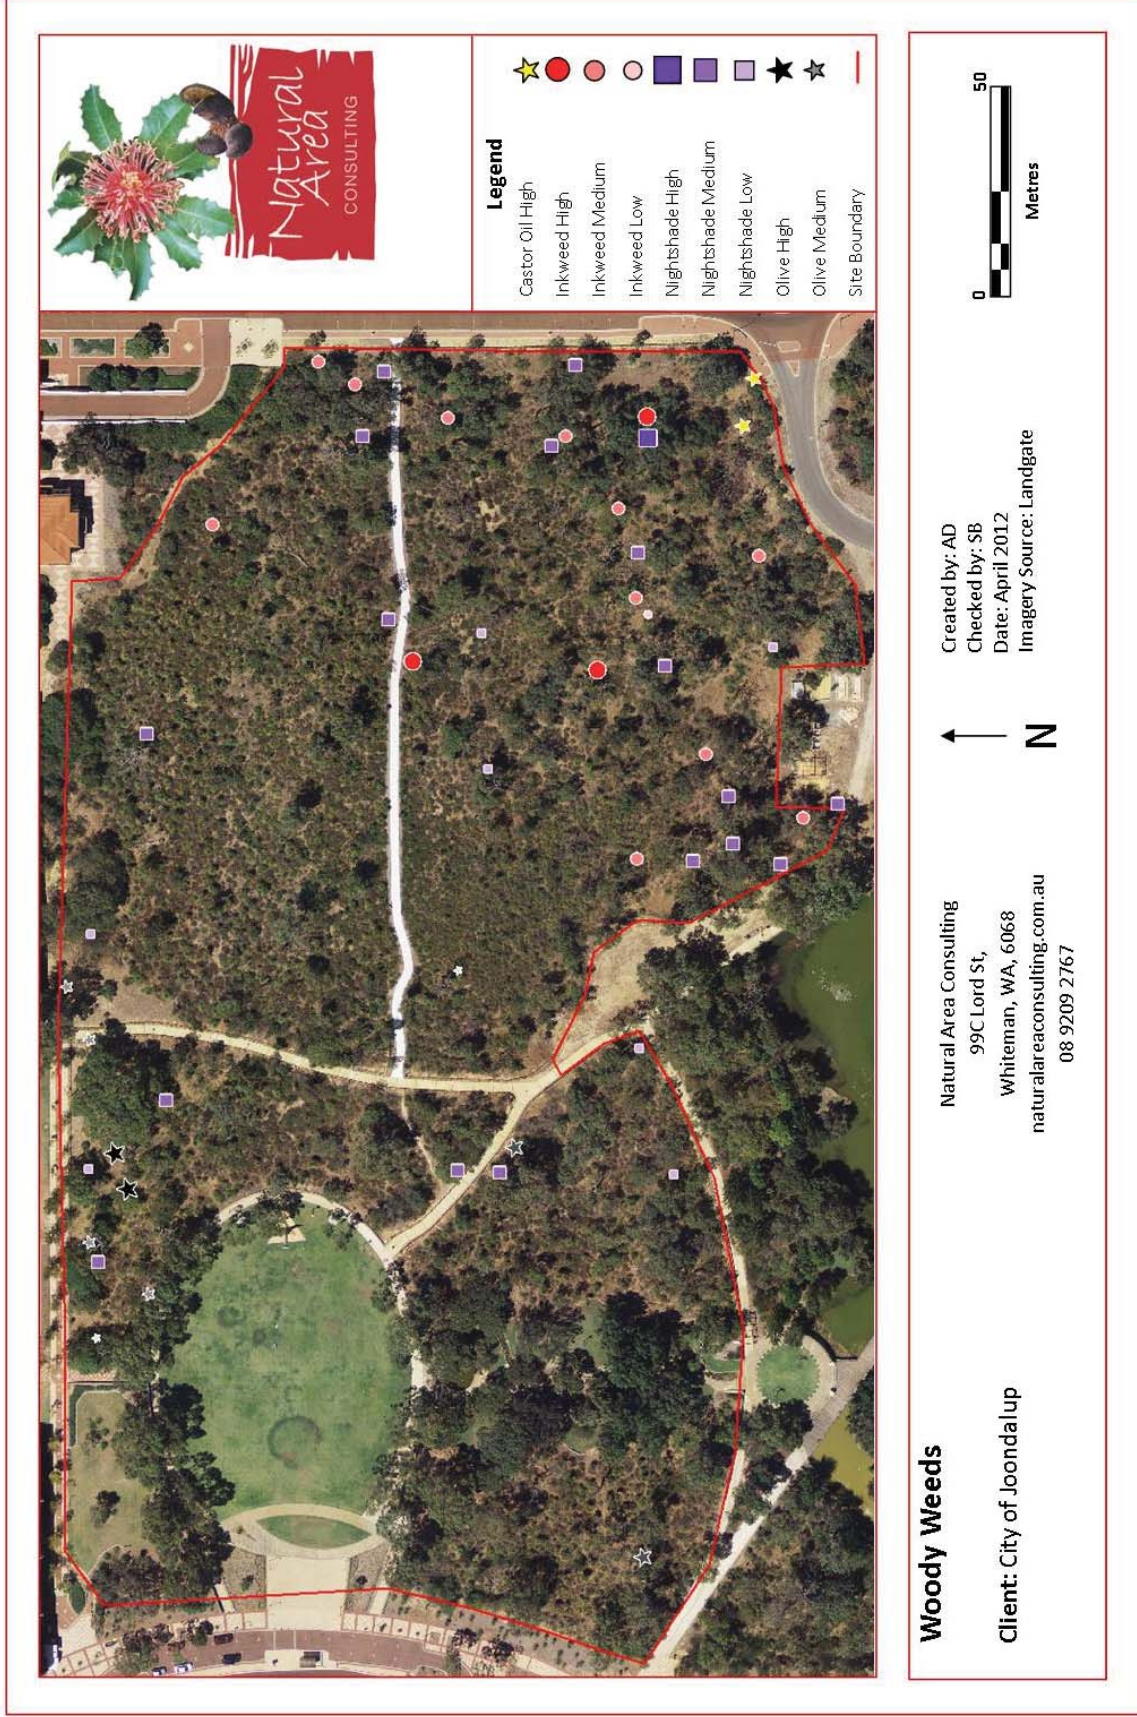 Natural
Area
CONSULTING
Legend
Castor Oil High
Inkweed High
Inkweed Medium
Inkweed Low
Nightshade High
Nightshade Medium
Nightshade Low
Olive High
Olive Medium
Site Boundary
Woody Weeds
Client: City of Joondalup
Natural Area Consulting
99C Lord St,
Whiteman, WA, 6068
naturalareaconsulting.com.au
08 9209 2767
N
Created by: AD
Checked by: SB
Date: April 2012
Imagery Source: Landgate
0 50
Metres